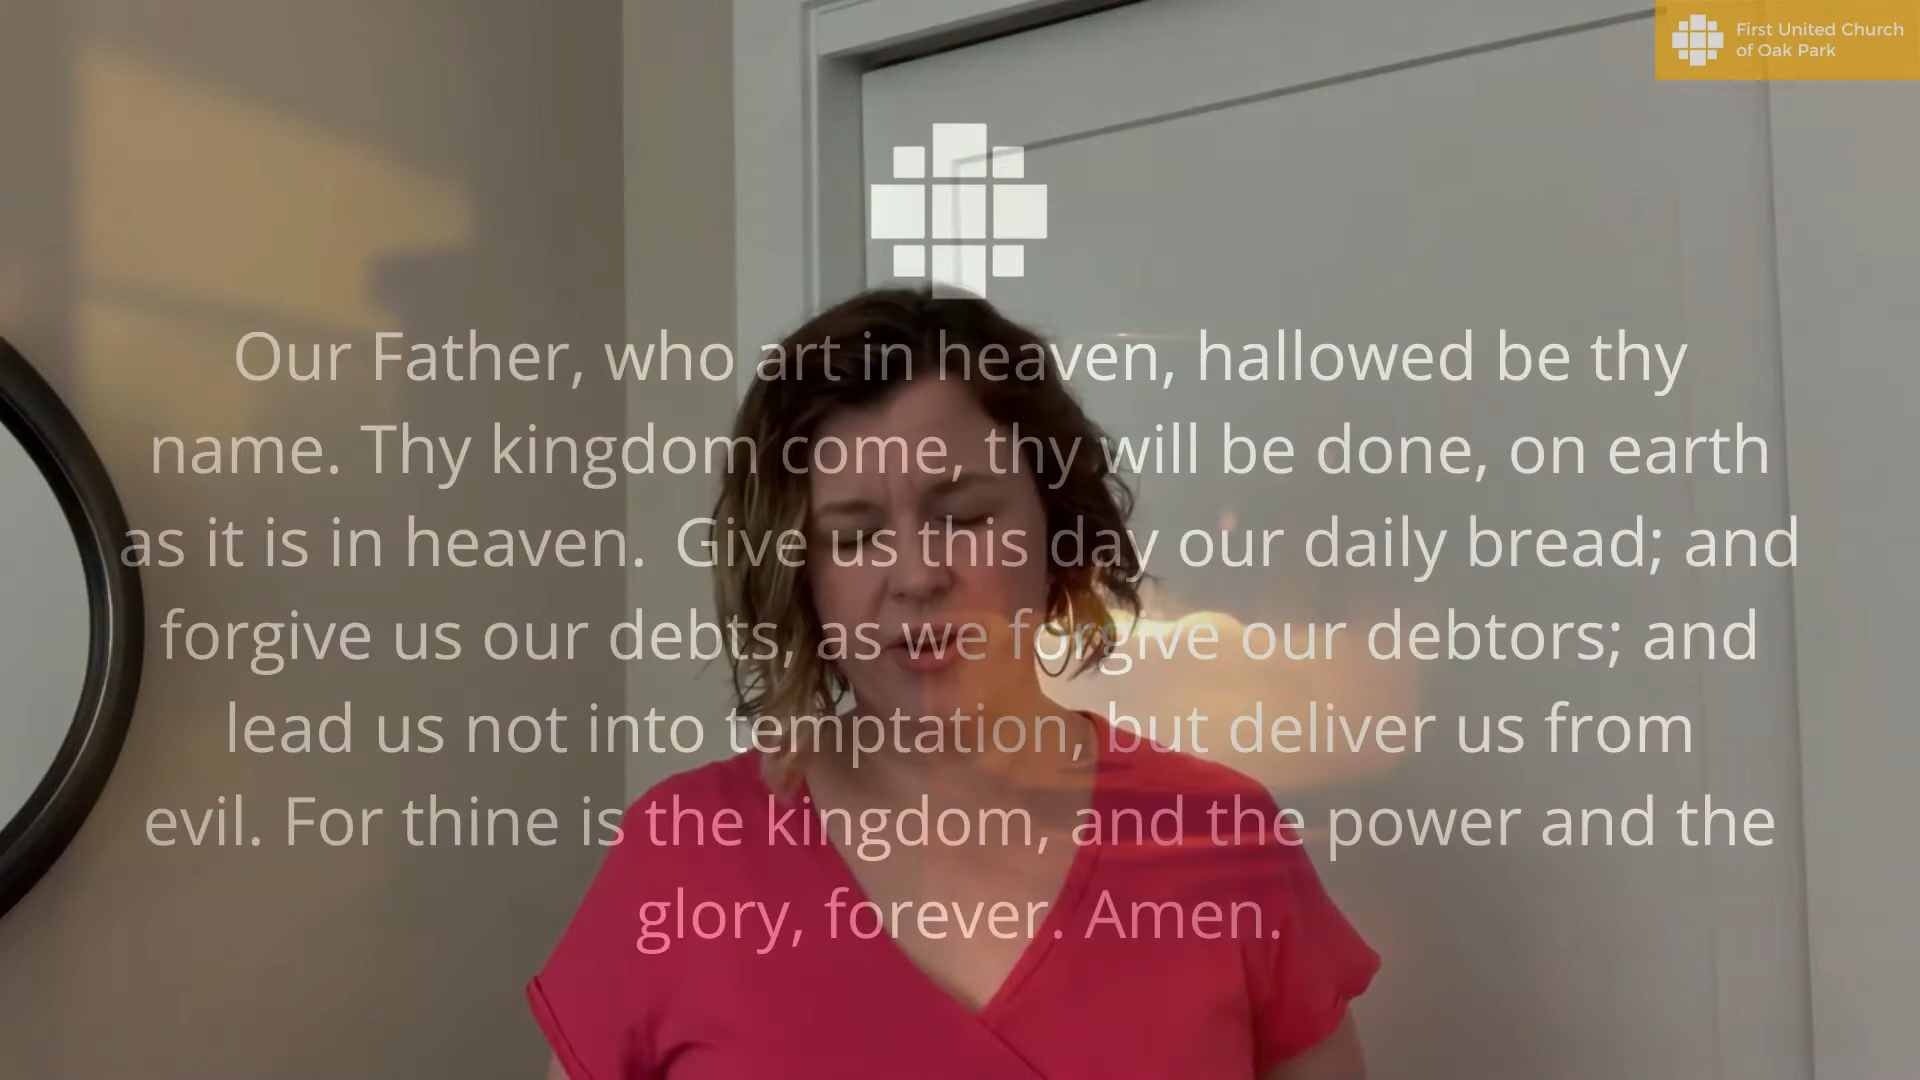 First United Church
of Oak Park
Our Father, who art in heaven, hallowed be thy
name. Thy kingdom come, thy will be done, on earth
as it is in heaven. Give us this day our daily bread; and
forgive us our debts, as we forgive our debtors; and
lead us not into temptation, but deliver us from
evil. For thine is the kingdom, and the power and the
glory, forever. Amen.